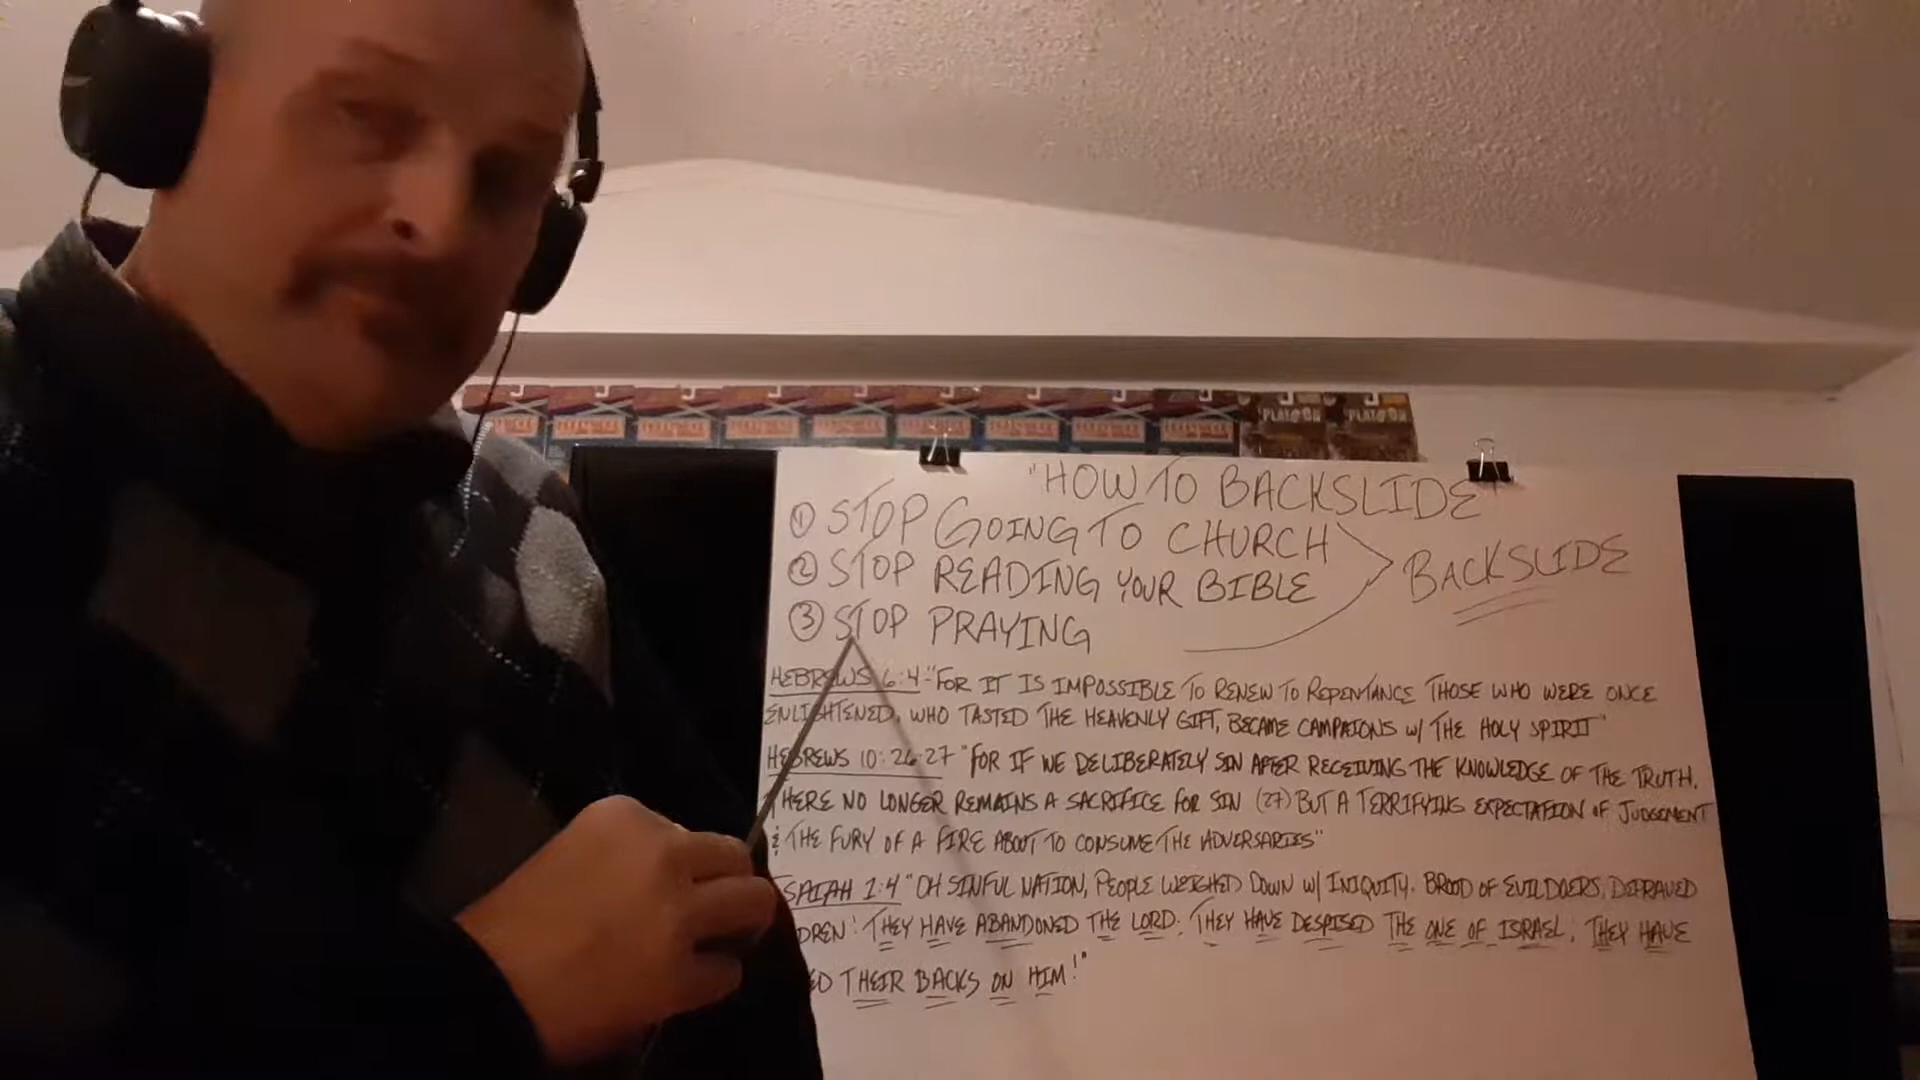 "HOW TO BACKSLIDE"
① STOP GOING TO CHURCH
② STOP READING YOUR BIBLE
③ STOP PRAYING
BACKSLIDE
HEBREWS 6:4-"FOR IT IS IMPOSSIBLE TO RENEW TO REPENTANCE THOSE WHO WERE ONCE
ENLIGHTENED, WHO TASTED THE HEAVENLY GIFT, BECAME CAMPAIONS W/ THE HOLY SPIRIT"
HEBREWS 10:26-27 "FOR IF WE DELIBERATELY SIN AFTER RECEIVING THE KNOWLEDGE OF THE TRUTH,
THERE NO LONGER REMAINS A SACRIFICE FOR SIN (27) BUT A TERRIFYING EXPECTATION OF JUDGEMENT
& THE FURY OF A FIRE ABOUT TO CONSUME THE ADVERSARIES"
ISAIAH 1:4 "OH SINFUL NATION, PEOPLE WEIGHED DOWN W/ INIQUITY. BROOD OF EVILDOERS, DEPRAVED
DREN! THEY HAVE ABANDONED THE LORD; THEY HAVE DESPISED THE ONE OF ISRAEL; THEY HAVE
ED THEIR BACKS ON HIM!"
PLATOON
PLATOON